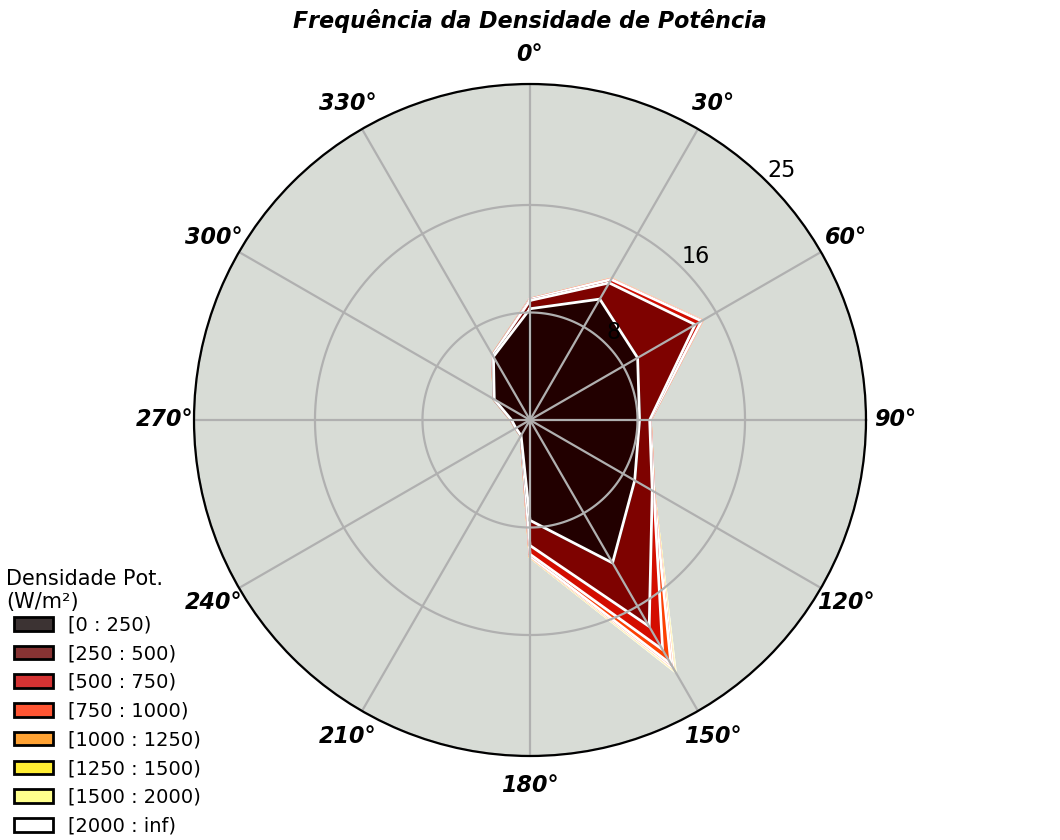 Frequência da Densidade de Potência
0°
330°
30°
25
300°
60°
16
8
270°
90°
Densidade Pot.
(W/m²)
240°
120°
[0 : 250)
[250 : 500)
[500 : 750)
[750 : 1000)
210°
150°
[1000 : 1250)
[1250 : 1500)
180°
[1500 : 2000)
[2000 : inf)